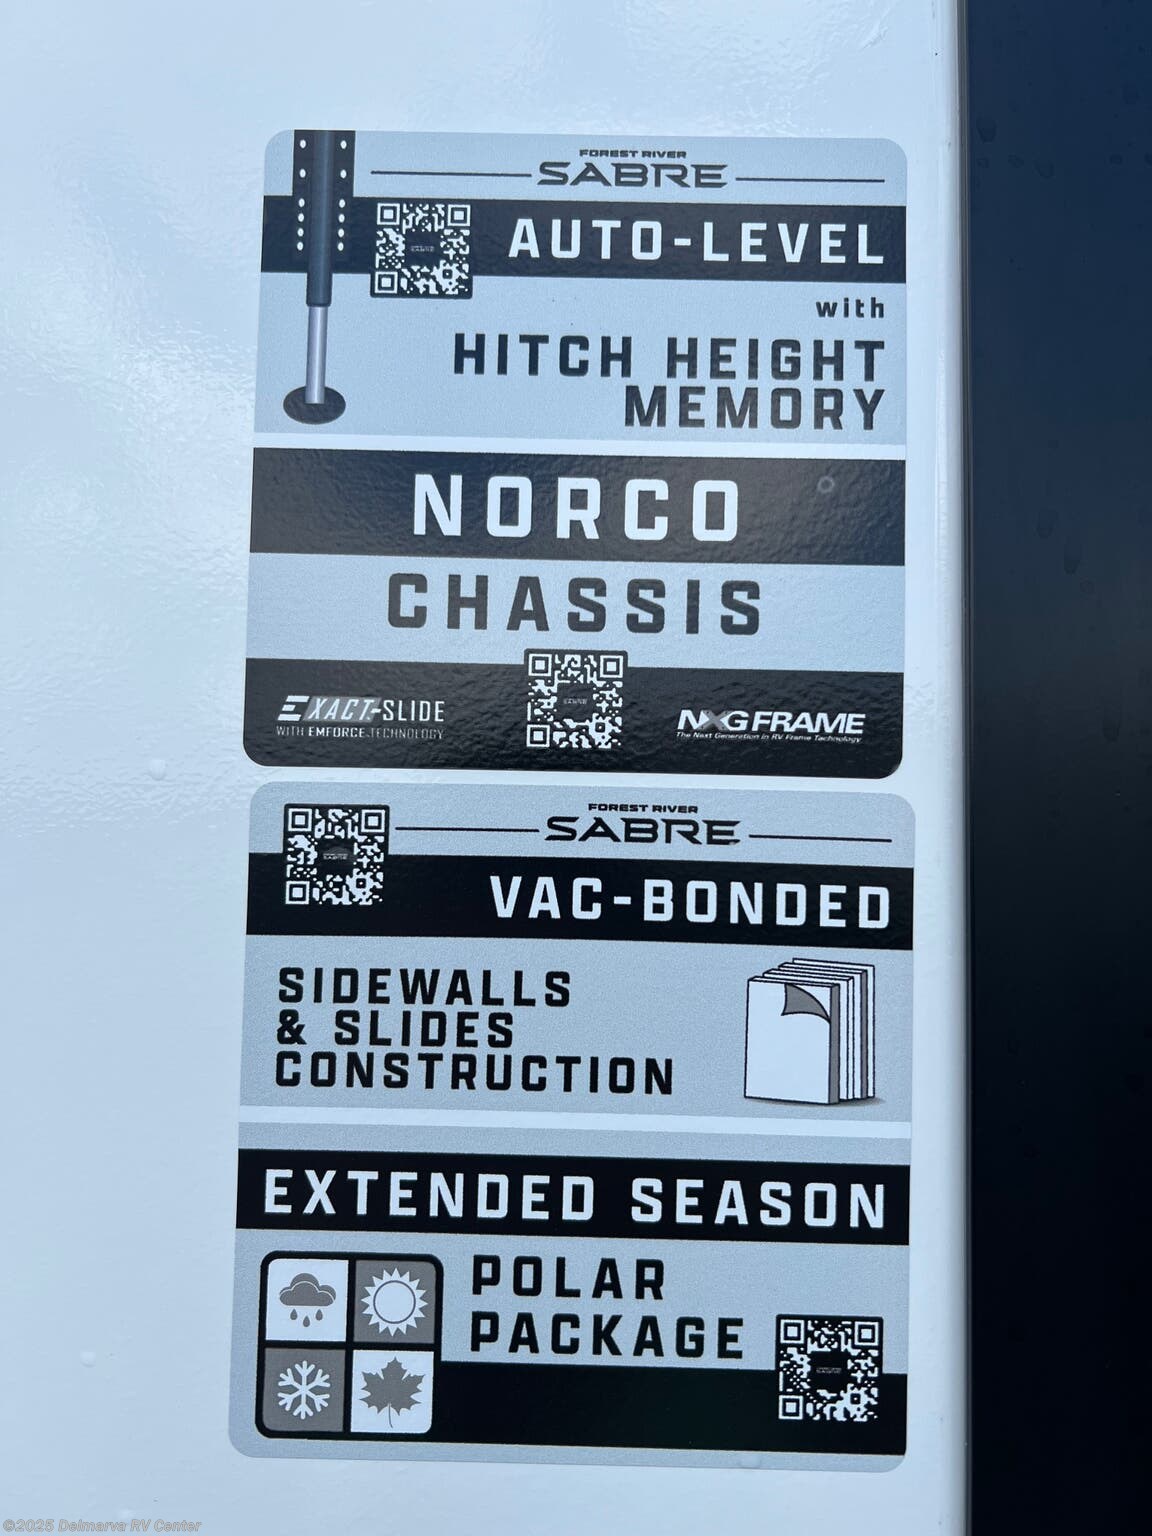 FOREST RIVER
SABRE
AUTO-LEVEL
with
HITCH HEIGHT
MEMORY
NORCO
CHASSIS
EXACT-SLIDE
WITH EMFORCE TECHNOLOGY
NXG FRAME
The Next Generation in RV Frame Technology
FOREST RIVER
SABRE
VAC-BONDED
SIDEWALLS
& SLIDES
CONSTRUCTION
EXTENDED SEASON
POLAR
PACKAGE
©2025 Delmarva RV Center